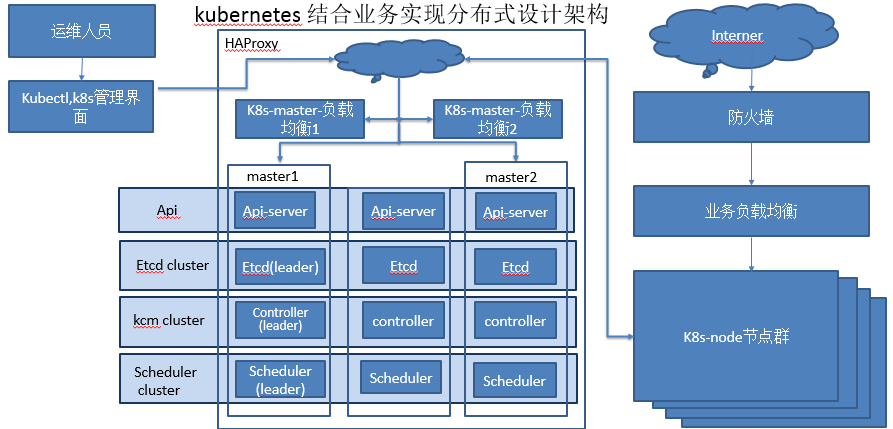 kubernetes 结合业务实现分布式设计架构
运维人员
Kubectl,k8s管理界
面
HAProxy
K8s-master-负载
均衡1
K8s-master-负载
均衡2
master1
master2
Api
Api-server
Api-server
Api-server
Etcd cluster
Etcd(leader)
Etcd
Etcd
kcm cluster
Controller
(leader)
controller
controller
Scheduler
cluster
Scheduler
(leader)
Scheduler
Scheduler
Interner
防火墙
业务负载均衡
K8s-node节点群